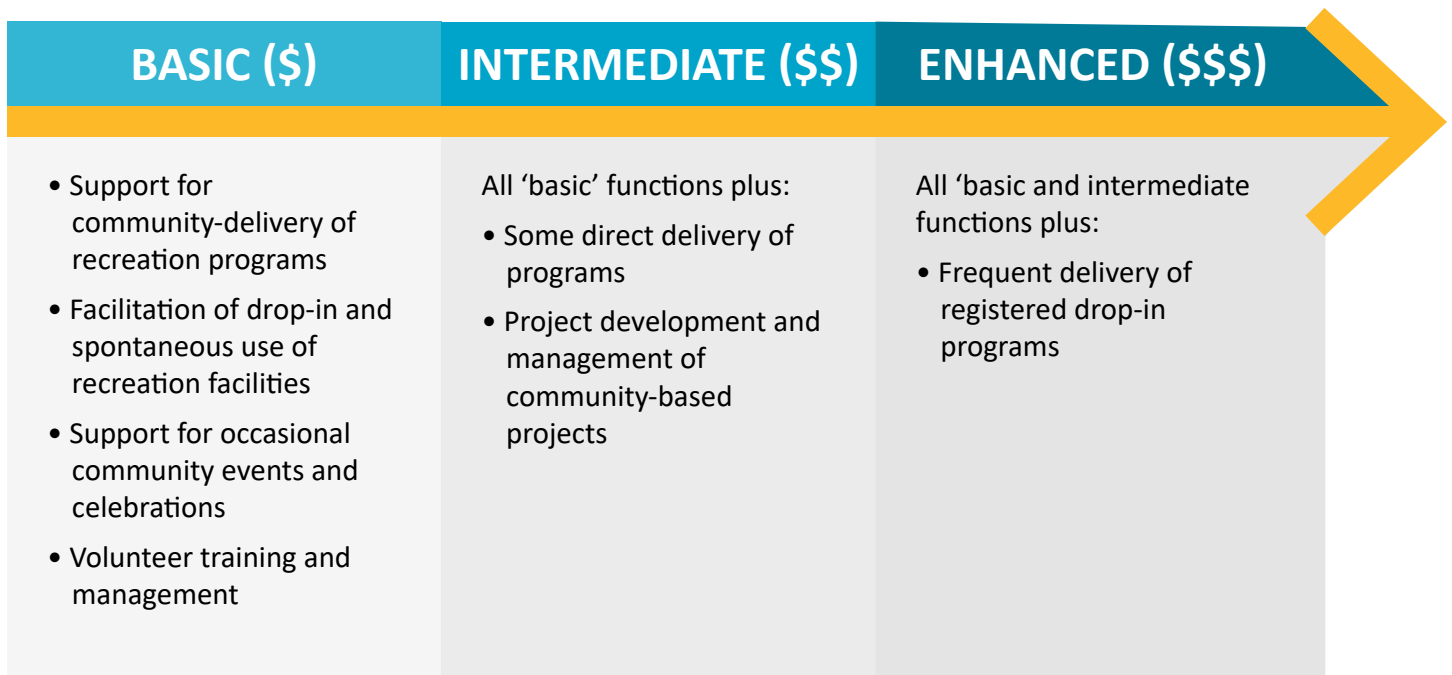 BASIC ($)
• Support for
community-delivery of
recreation programs
• Facilitation of drop-in and
spontaneous use of
recreation facilities
• Support for occasional
community events and
celebrations
• Volunteer training and
management
INTERMEDIATE ($$)
All ‘basic’ functions plus:
• Some direct delivery of
programs
• Project development and
management of
community-based
projects
ENHANCED ($$$)
All ‘basic and intermediate
functions plus:
• Frequent delivery of
registered drop-in
programs